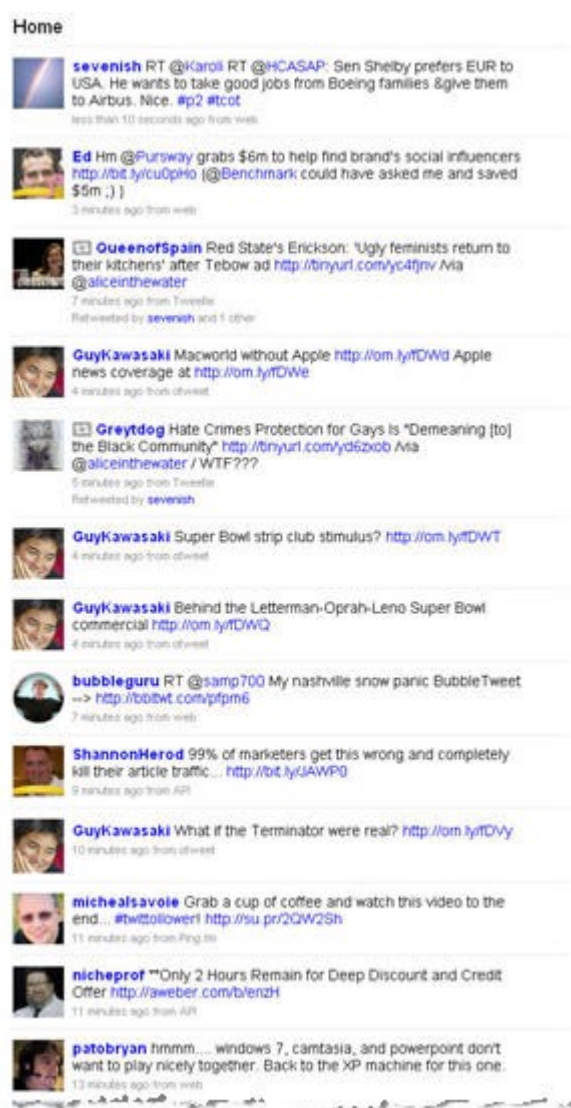 Home
sevenish RT @Karoli RT @HCASAP: Sen Shelby prefers EUR to
USA. He wants to take good jobs from Boeing families &give them
to Airbus. Nice. #p2 #tcot
less than 10 seconds ago from web
Ed Hm @Pursway grabs $6m to help find brand's social influencers
http://bit.ly/cu0pHo (@Benchmark could have asked me and saved
$5m ;) )
3 minutes ago from web
QueenofSpain Red State's Erickson: 'Ugly feminists return to
their kitchens' after Tebow ad http://tinyurl.com/yc4fjnv /via
@aliceinthewater
7 minutes ago from Tweetie
Retweeted by sevenish and 1 other
GuyKawasaki Macworld without Apple http://om.ly/fDWd Apple
news coverage at http://om.ly/fDWe
4 minutes ago from otweet
Greytdog Hate Crimes Protection for Gays Is "Demeaning [to]
the Black Community" http://tinyurl.com/yd6zxob /via
@aliceinthewater / WTF???
5 minutes ago from Tweetie
Retweeted by sevenish
GuyKawasaki Super Bowl strip club stimulus? http://om.ly/fDWT
4 minutes ago from otweet
GuyKawasaki Behind the Letterman-Oprah-Leno Super Bowl
commercial http://om.ly/fDWQ
4 minutes ago from otweet
bubbleguru RT @samp700 My nashville snow panic BubbleTweet
--> http://bbltwt.com/pfpm6
7 minutes ago from web
ShannonHerod 99% of marketers get this wrong and completely
kill their article traffic... http://bit.ly/JAWP0
9 minutes ago from API
GuyKawasaki What if the Terminator were real? http://om.ly/fDVy
10 minutes ago from otweet
michealsavoie Grab a cup of coffee and watch this video to the
end... #twittollower! http://su.pr/2QW2Sh
11 minutes ago from Ping.fm
nicheprof **Only 2 Hours Remain for Deep Discount and Credit
Offer http://aweber.com/b/enzH
11 minutes ago from API
patobryan hmmm.... windows 7, camtasia, and powerpoint don't
want to play nicely together. Back to the XP machine for this one.
13 minutes ago from web